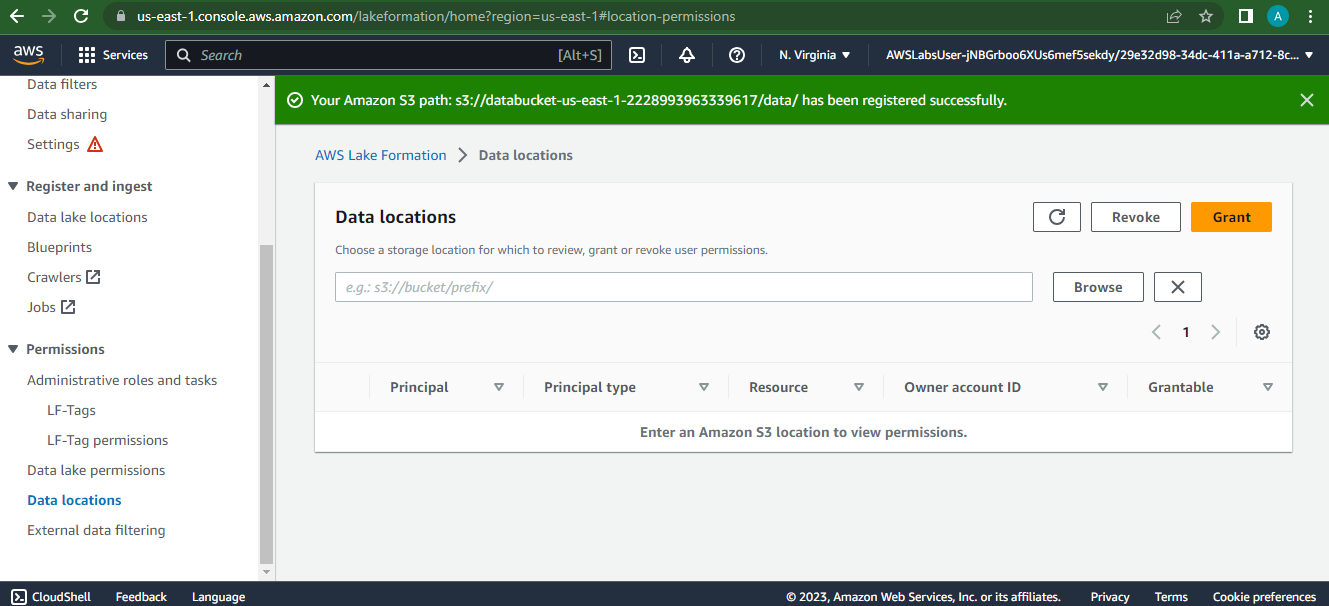 us-east-1.console.aws.amazon.com/lakeformation/home?region=us-east-1#location-permissions
A
aws Services Search [Alt+S] N. Virginia AWSLabsUser-jNBGrboo6XUs6mef5sekdy/29e32d98-34dc-411a-a712-8c...
Data filters
Data sharing
Settings
Register and ingest
Data lake locations
Blueprints
Crawlers
Jobs
Permissions
Administrative roles and tasks
LF-Tags
LF-Tag permissions
Data lake permissions
Data locations
External data filtering
Your Amazon S3 path: s3://databucket-us-east-1-2228993963339617/data/ has been registered successfully.
AWS Lake Formation Data locations
Data locations
Revoke Grant
Choose a storage location for which to review, grant or revoke user permissions.
e.g.: s3://bucket/prefix/ Browse
1
Principal Principal type Resource Owner account ID Grantable
Enter an Amazon S3 location to view permissions.
CloudShell Feedback Language © 2023, Amazon Web Services, Inc. or its affiliates. Privacy Terms Cookie preferences